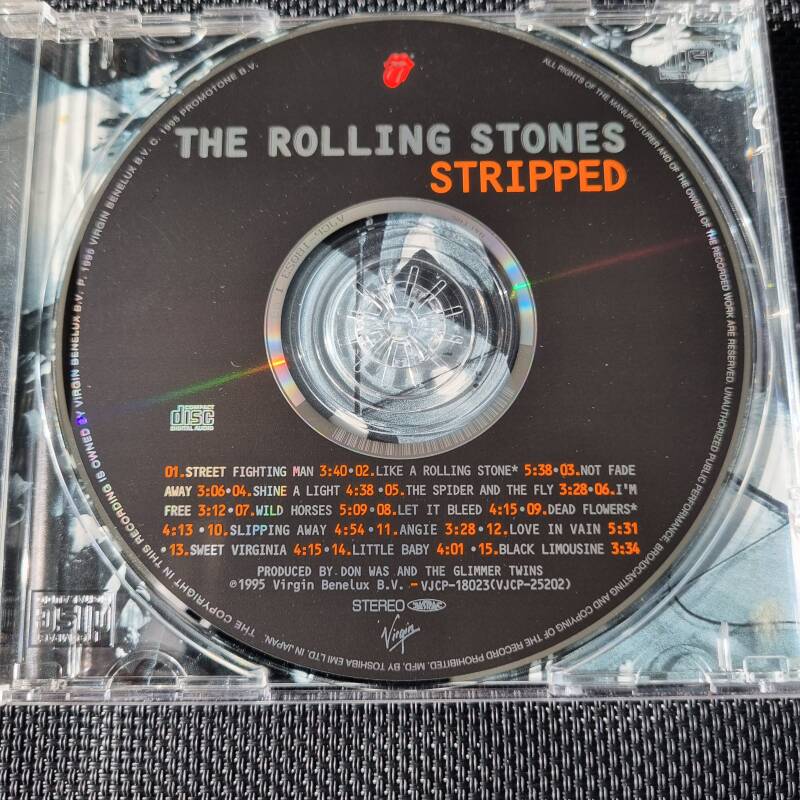 THE ROLLING STONES
STRIPPED
COMPACT
disc
DIGITAL AUDIO
01.STREET FIGHTING MAN 3:40•02.LIKE A ROLLING STONE* 5:38•03.NOT FADE
AWAY 3:06•04.SHINE A LIGHT 4:38 •05.THE SPIDER AND THE FLY 3:28•06.I'M
FREE 3:12•07.WILD HORSES 5:09•08.LET IT BLEED 4:15•09.DEAD FLOWERS*
4:13 •10.SLIPPING AWAY 4:54•11.ANGIE 3:28•12.LOVE IN VAIN 5:31
•13.SWEET VIRGINIA 4:15•14.LITTLE BABY 4:01 •15.BLACK LIMOUSINE 3:34
PRODUCED BY DON WAS AND THE GLIMMER TWINS
℗1995 Virgin Benelux B.V. – VJCP-18023(VJCP-25202)
STEREO
Virgin
ALL RIGHTS OF THE MANUFACTURER AND OF THE OWNER OF THE RECORDED WORK ARE RESERVED. UNAUTHORIZED PUBLIC PERFORMANCE, BROADCASTING AND COPYING OF THE RECORD PROHIBITED. MF'D. BY TOSHIBA EMI LTD. IN JAPAN. THE COPYRIGHT IN THIS RECORDING IS OWNED BY VIRGIN BENELUX B.V. P. 1995 VIRGIN BENELUX B.V. C. 1995 PROMOTONE B.V.